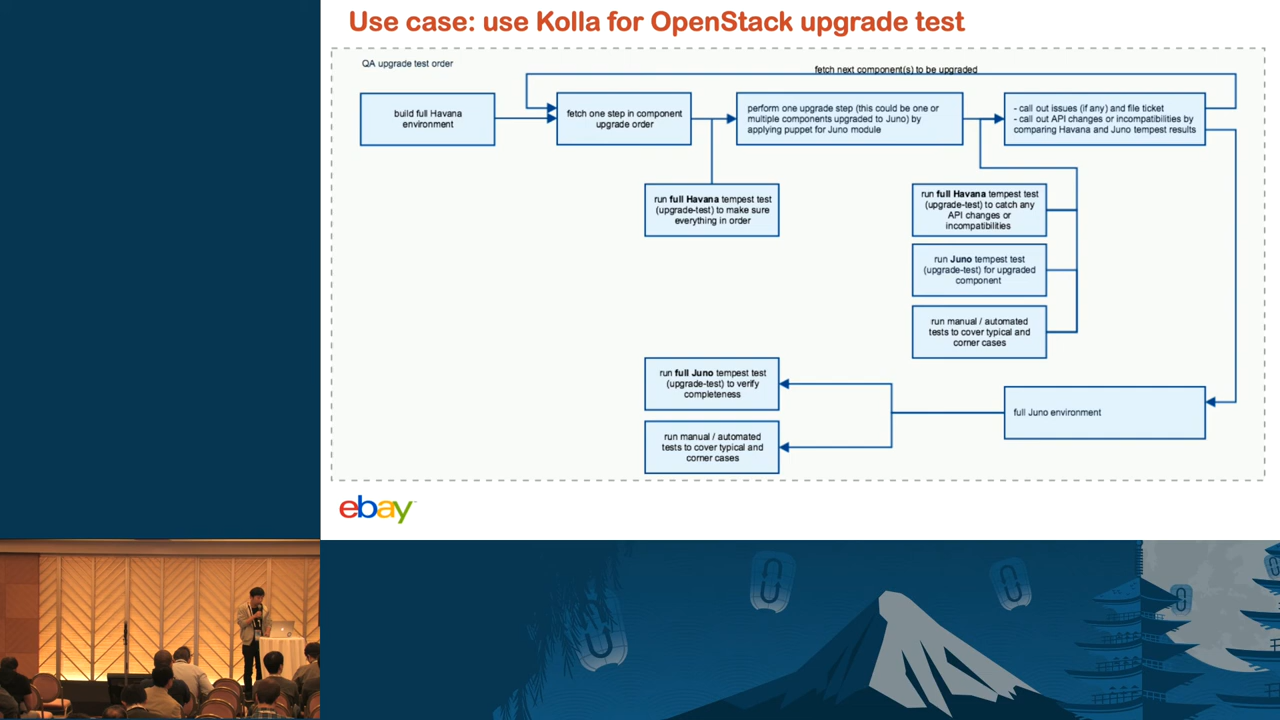 Use case: use Kolla for OpenStack upgrade test
QA upgrade test order
fetch next component(s) to be upgraded
build full Havana
environment
fetch one step in component
upgrade order
perform one upgrade step (this could be one or
multiple components upgraded to Juno) by
applying puppet for Juno module
- call out issues (if any) and file ticket
- call out API changes or incompatibilities by
comparing Havana and Juno tempest results
run full Havana tempest test
(upgrade-test) to make sure
everything in order
run full Havana tempest test
(upgrade-test) to catch any
API changes or
incompatibilities
run Juno tempest test
(upgrade-test) for upgraded
component
run manual / automated
tests to cover typical and
corner cases
run full Juno tempest test
(upgrade-test) to verify
completeness
full Juno environment
run manual / automated
tests to cover typical and
corner cases
ebay